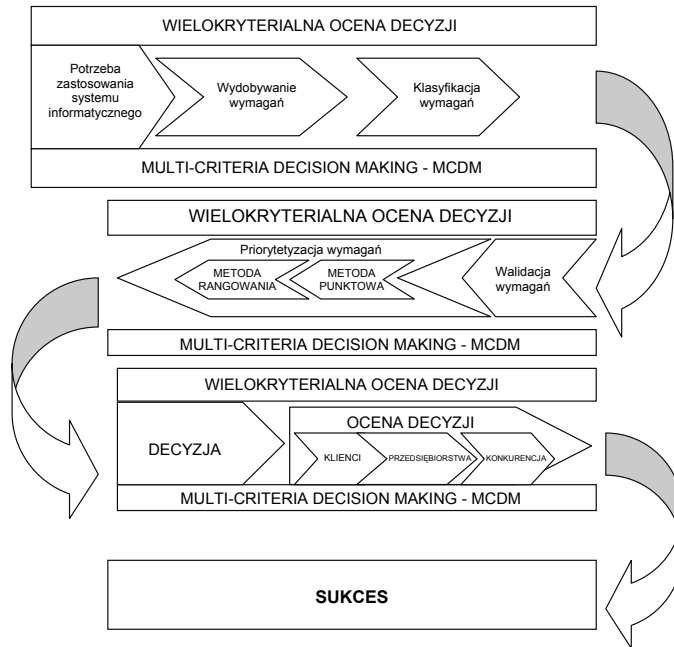 WIELOKRYTERIALNA OCENA DECYZJI
Potrzeba
zastosowania
systemu
informatycznego
Wydobywanie
wymagań
Klasyfikacja
wymagań
MULTI-CRITERIA DECISION MAKING - MCDM
WIELOKRYTERIALNA OCENA DECYZJI
Priorytetyzacja wymagań
METODA
RANGOWANIA
METODA
PUNKTOWA
Walidacja
wymagań
MULTI-CRITERIA DECISION MAKING - MCDM
WIELOKRYTERIALNA OCENA DECYZJI
DECYZJA
OCENA DECYZJI
KLIENCI
PRZEDSIĘBIORSTWA
KONKURENCJA
MULTI-CRITERIA DECISION MAKING - MCDM
SUKCES